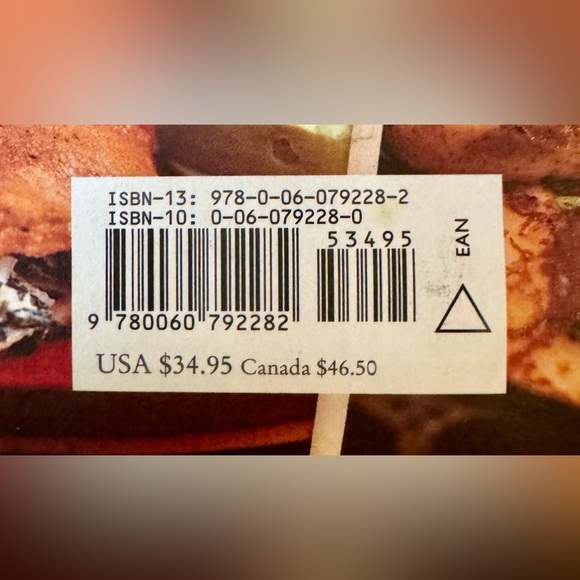 ISBN-13: 978-0-06-079228-2
ISBN-10: 0-06-079228-0
53495
EAN
9 780060 792282
USA $34.95 Canada $46.50